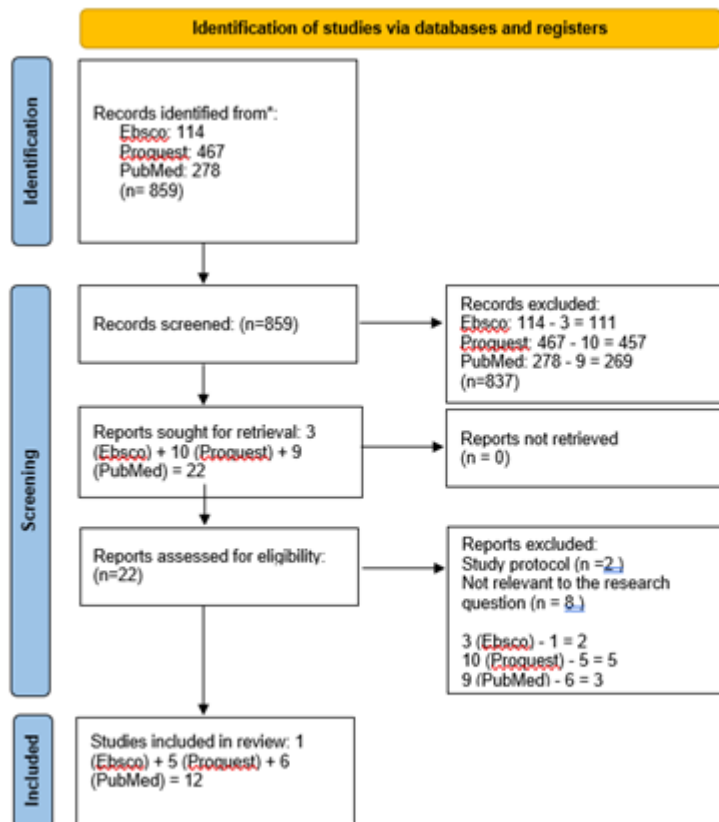 Identification of studies via databases and registers
Identification
Records identified from*:
Ebsco: 114
Proquest: 467
PubMed: 278
(n= 859)
Screening
Records screened: (n=859)
Records excluded:
Ebsco: 114 - 3 = 111
Proquest: 467 - 10 = 457
PubMed: 278 - 9 = 269
(n=837)
Reports sought for retrieval: 3
(Ebsco) + 10 (Proquest) + 9
(PubMed) = 22
Reports not retrieved
(n = 0)
Reports assessed for eligibility:
(n=22)
Reports excluded:
Study protocol (n =2 )
Not relevant to the research
question (n = 8 )
3 (Ebsco) - 1 = 2
10 (Proquest) - 5 = 5
9 (PubMed) - 6 = 3
Included
Studies included in review: 1
(Ebsco) + 5 (Proquest) + 6
(PubMed) = 12